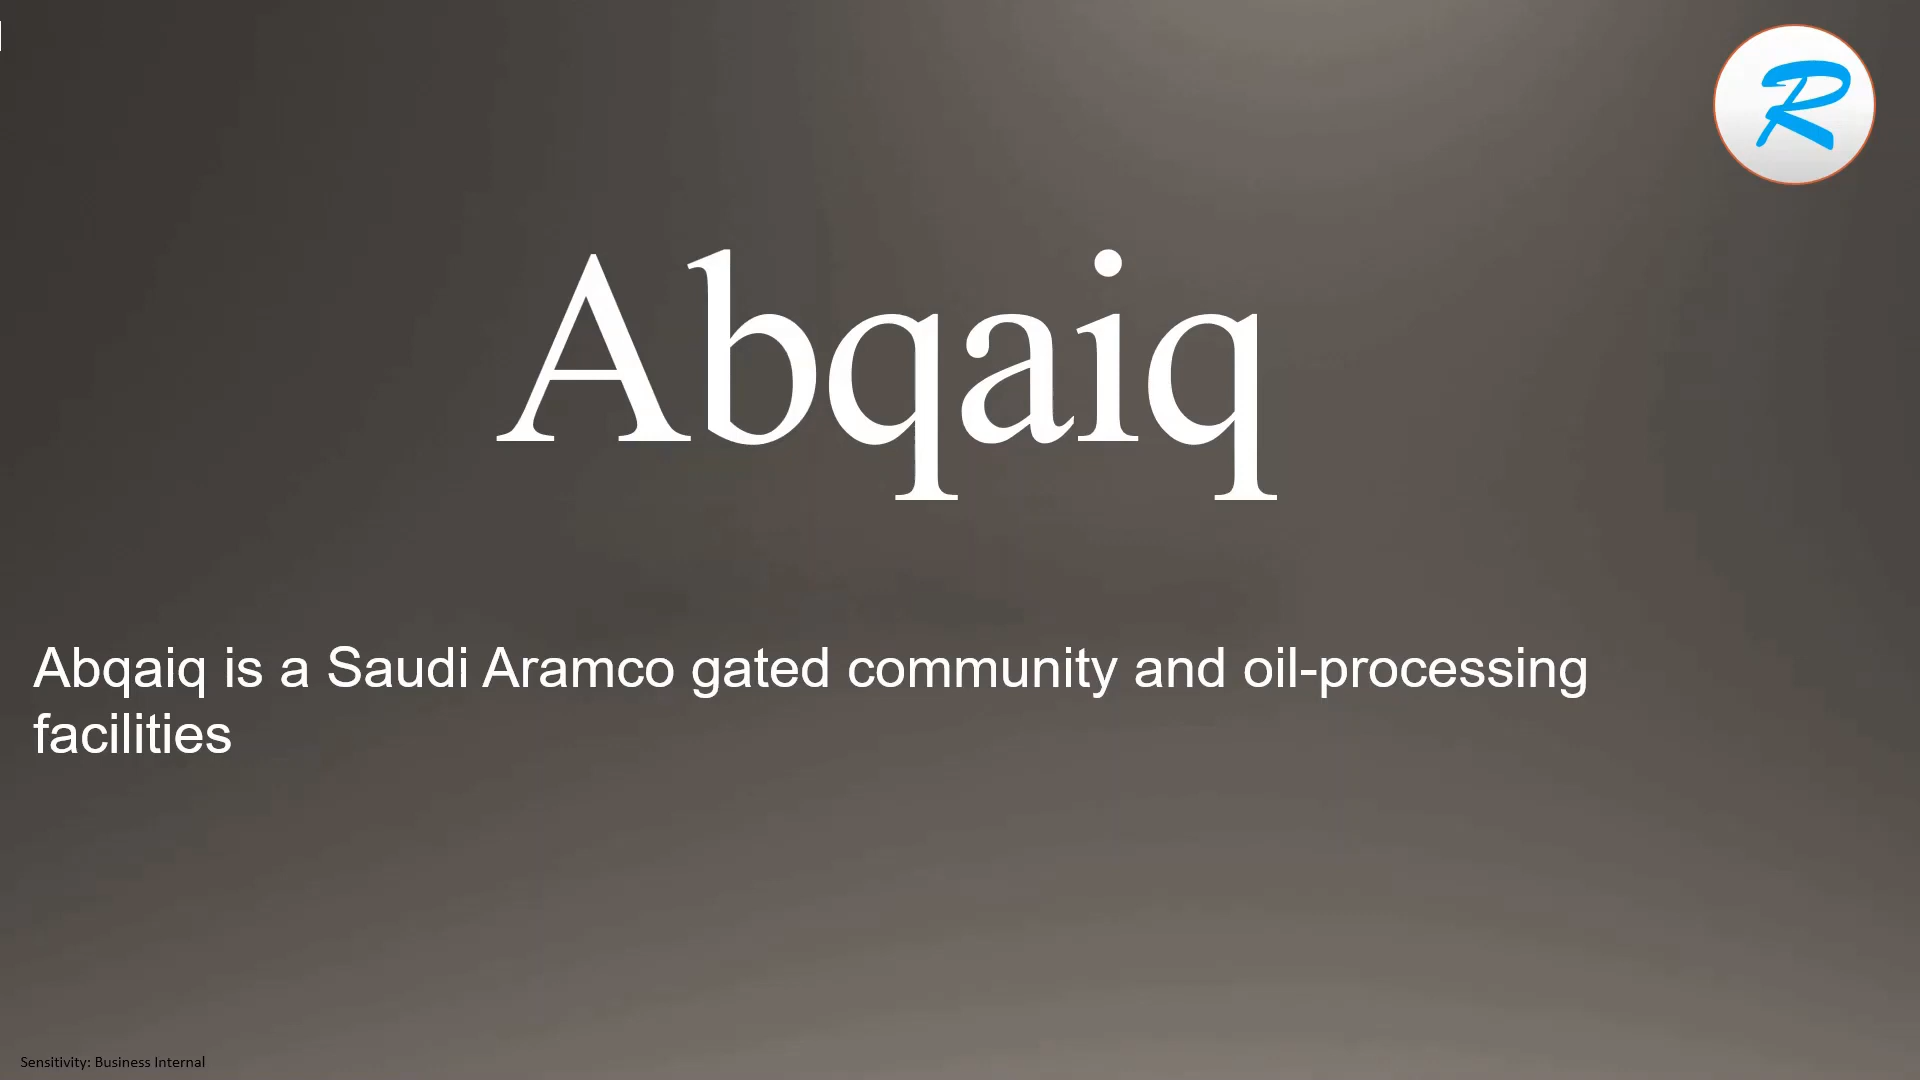 R
Abqaiq
Abqaiq is a Saudi Aramco gated community and oil-processing
facilities
Sensitivity: Business Internal